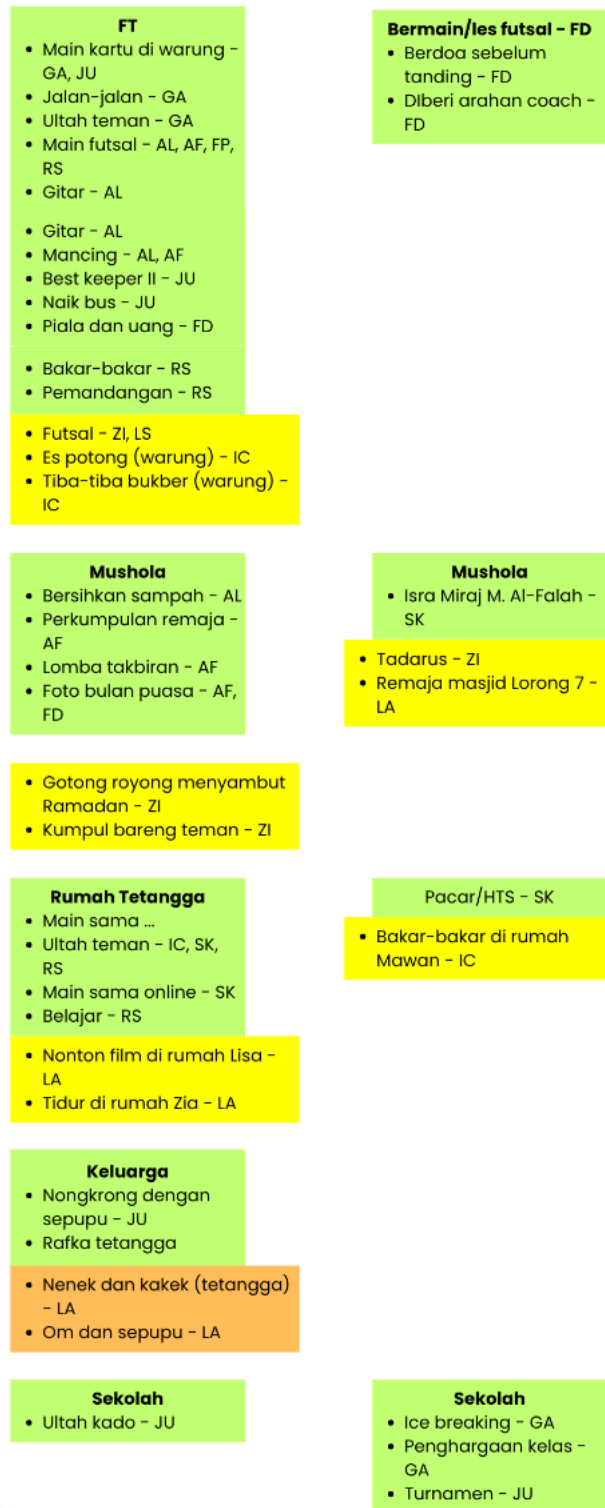 FT
• Main kartu di warung -
GA, JU
• Jalan-jalan - GA
• Ultah teman - GA
• Main futsal - AL, AF, FP,
RS
• Gitar - AL
• Gitar - AL
• Mancing - AL, AF
• Best keeper II - JU
• Naik bus - JU
• Piala dan uang - FD
• Bakar-bakar - RS
• Pemandangan - RS
• Futsal - ZI, LS
• Es potong (warung) - IC
• Tiba-tiba bukber (warung) -
IC
Bermain/les futsal - FD
• Berdoa sebelum
tanding - FD
• DIberi arahan coach -
FD
Mushola
• Bersihkan sampah - AL
• Perkumpulan remaja -
AF
• Lomba takbiran - AF
• Foto bulan puasa - AF,
FD
• Gotong royong menyambut
Ramadan - ZI
• Kumpul bareng teman - ZI
Mushola
• Isra Miraj M. Al-Falah -
SK
• Tadarus - ZI
• Remaja masjid Lorong 7 -
LA
Rumah Tetangga
• Main sama ...
• Ultah teman - IC, SK,
RS
• Main sama online - SK
• Belajar - RS
• Nonton film di rumah Lisa -
LA
• Tidur di rumah Zia - LA
Pacar/HTS - SK
• Bakar-bakar di rumah
Mawan - IC
Keluarga
• Nongkrong dengan
sepupu - JU
• Rafka tetangga
• Nenek dan kakek (tetangga)
- LA
• Om dan sepupu - LA
Sekolah
• Ultah kado - JU
Sekolah
• Ice breaking - GA
• Penghargaan kelas -
GA
• Turnamen - JU